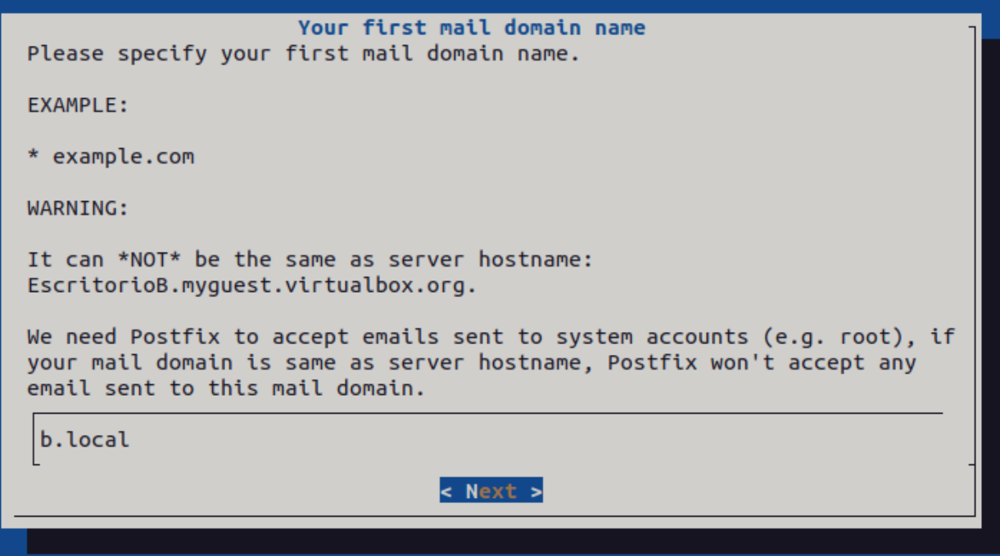 Your first mail domain name
Please specify your first mail domain name.
EXAMPLE:
* example.com
WARNING:
It can *NOT* be the same as server hostname:
EscritorioB.myguest.virtualbox.org.
We need Postfix to accept emails sent to system accounts (e.g. root), if
your mail domain is same as server hostname, Postfix won't accept any
email sent to this mail domain.
b.local
< Next >